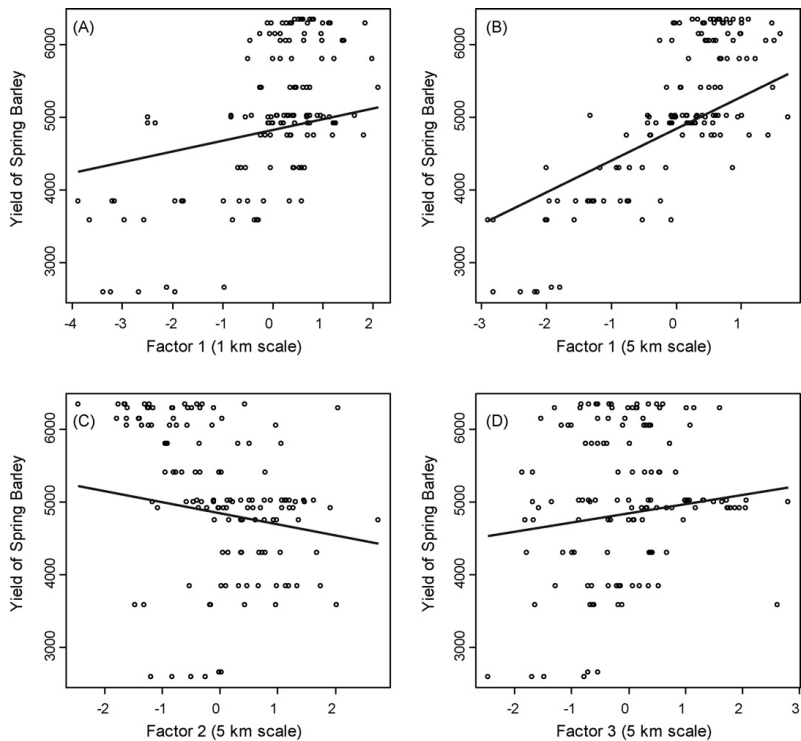 (A)
Yield of Spring Barley
3000 4000 5000 6000
-4 -3 -2 -1 0 1 2
Factor 1 (1 km scale)
(B)
Yield of Spring Barley
3000 4000 5000 6000
-3 -2 -1 0 1
Factor 1 (5 km scale)
(C)
Yield of Spring Barley
3000 4000 5000 6000
-2 -1 0 1 2
Factor 2 (5 km scale)
(D)
Yield of Spring Barley
3000 4000 5000 6000
-2 -1 0 1 2 3
Factor 3 (5 km scale)